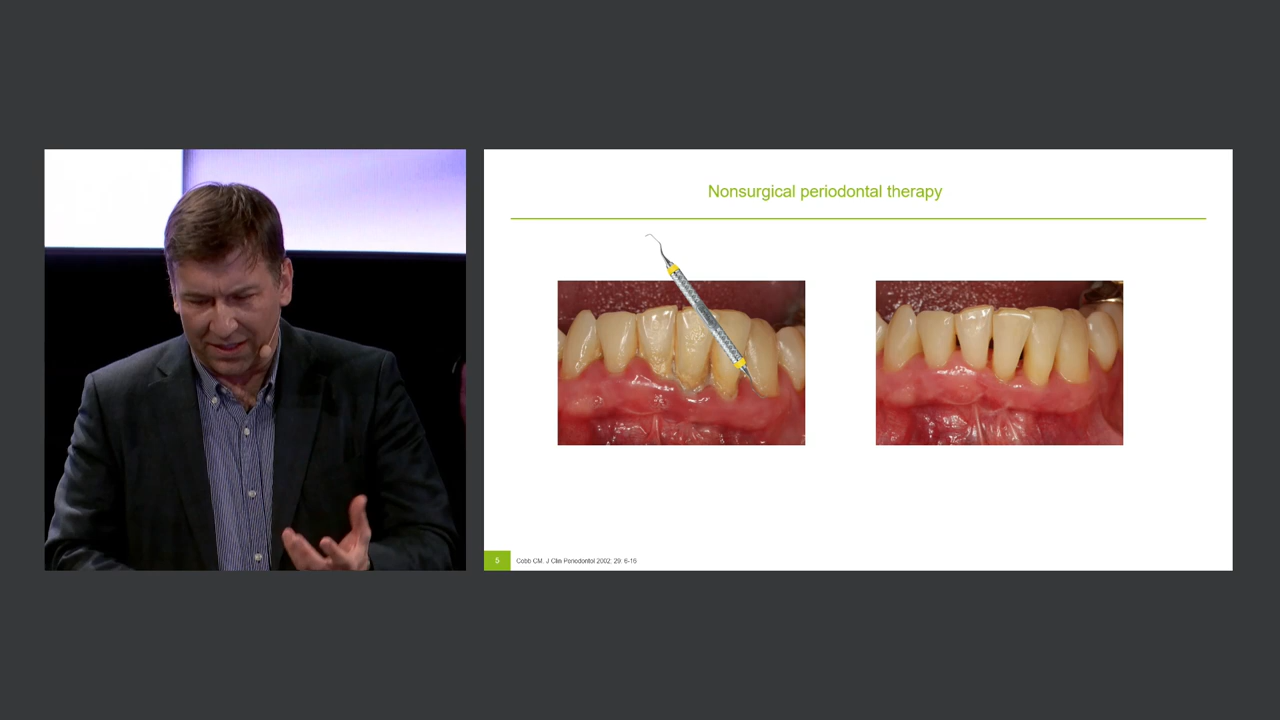 Nonsurgical periodontal therapy
5
Cobb CM. J Clin Periodontol 2002; 29: 6-16